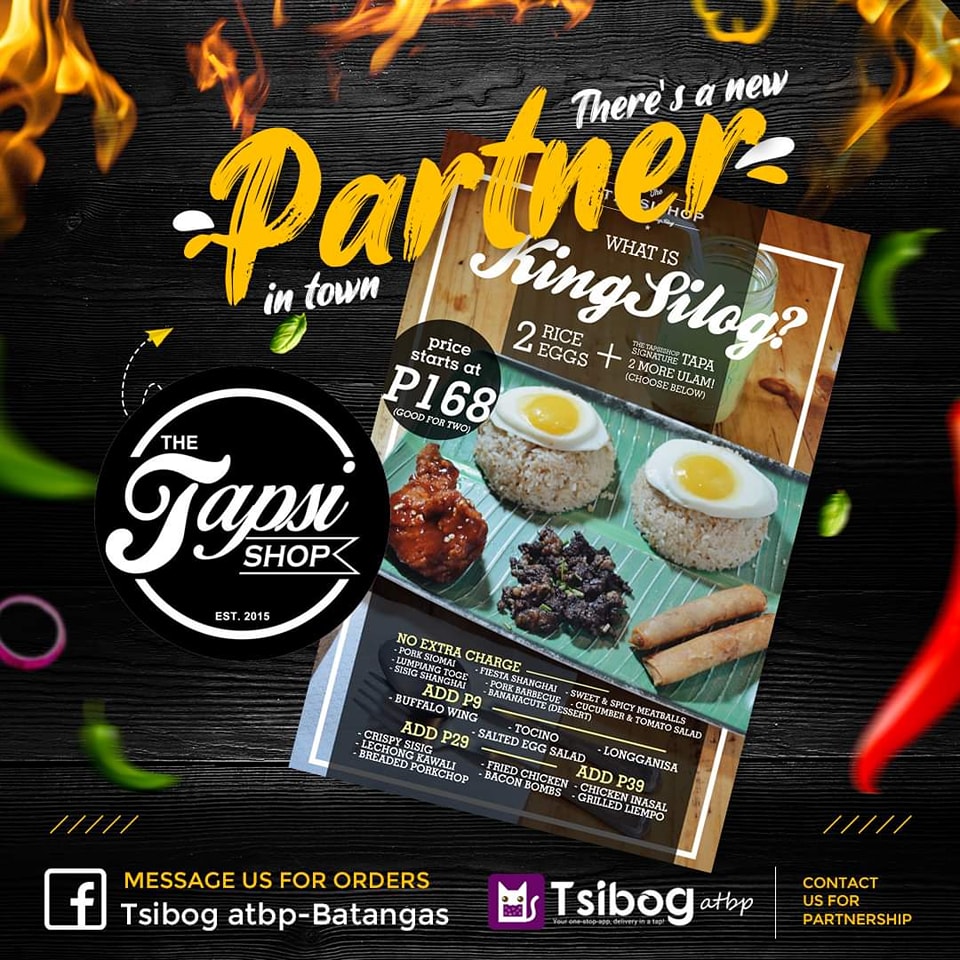 There's a new
Partner
in town
The
TAPSI SHOP
WHAT IS
KingSilog?
2 RICE
EGGS
+
THE TAPSISHOP
SIGNATURE TAPA
2 MORE ULAM!
(CHOOSE BELOW)
price
starts at
P168
(GOOD FOR TWO)
THE
Tapsi
SHOP
EST. 2015
NO EXTRA CHARGE
- PORK SIOMAI
- LUMPIANG TOGE
- SISIG SHANGHAI
- FIESTA SHANGHAI
- PORK BARBECUE
- BANANACUTE (DESSERT)
- SWEET & SPICY MEATBALLS
- CUCUMBER & TOMATO SALAD
ADD P9
- BUFFALO WING
- TOCINO
- SALTED EGG SALAD
- LONGGANISA
ADD P29
- CRISPY SISIG
- LECHONG KAWALI
- BREADED PORKCHOP
- FRIED CHICKEN
- BACON BOMBS
ADD P39
- CHICKEN INASAL
- GRILLED LIEMPO
MESSAGE US FOR ORDERS
Tsibog atbp-Batangas
Tsibog atbp
Your one-stop-app, delivery in a tap!
CONTACT
US FOR
PARTNERSHIP